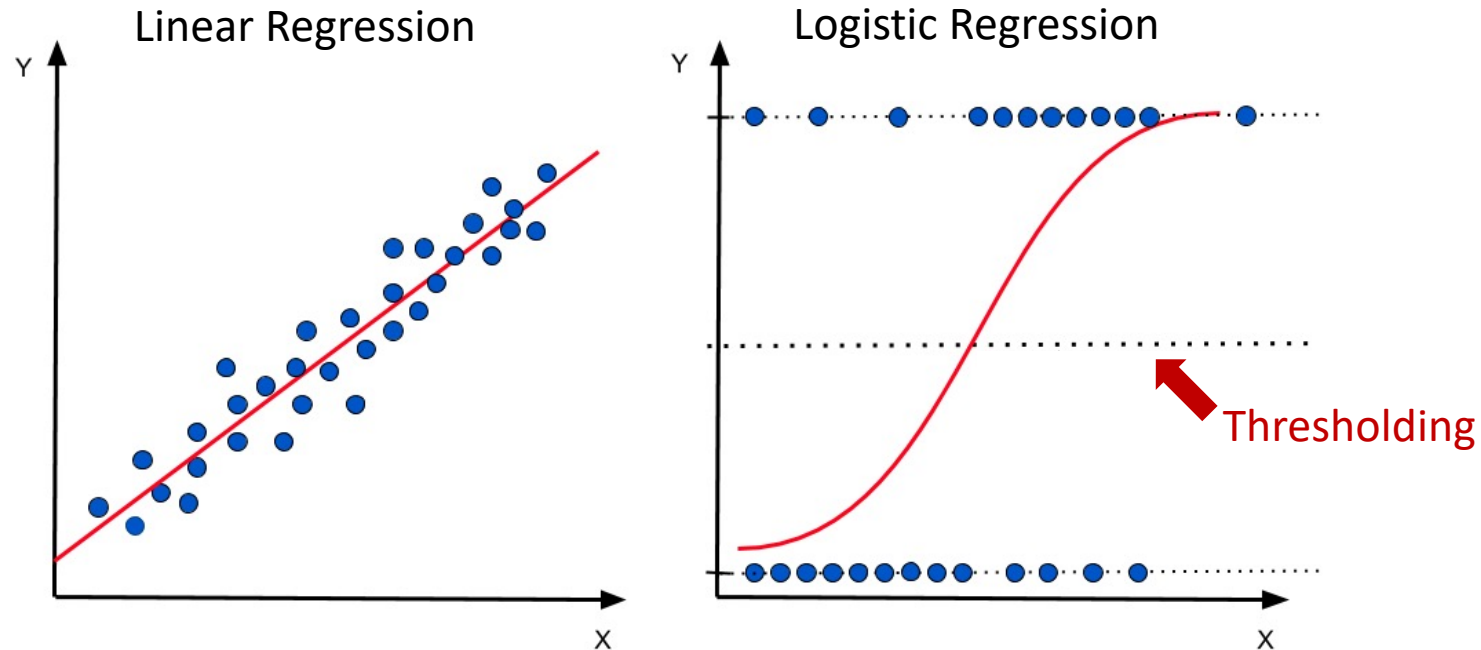 Linear Regression
Y
X
Logistic Regression
Y
Thresholding
X